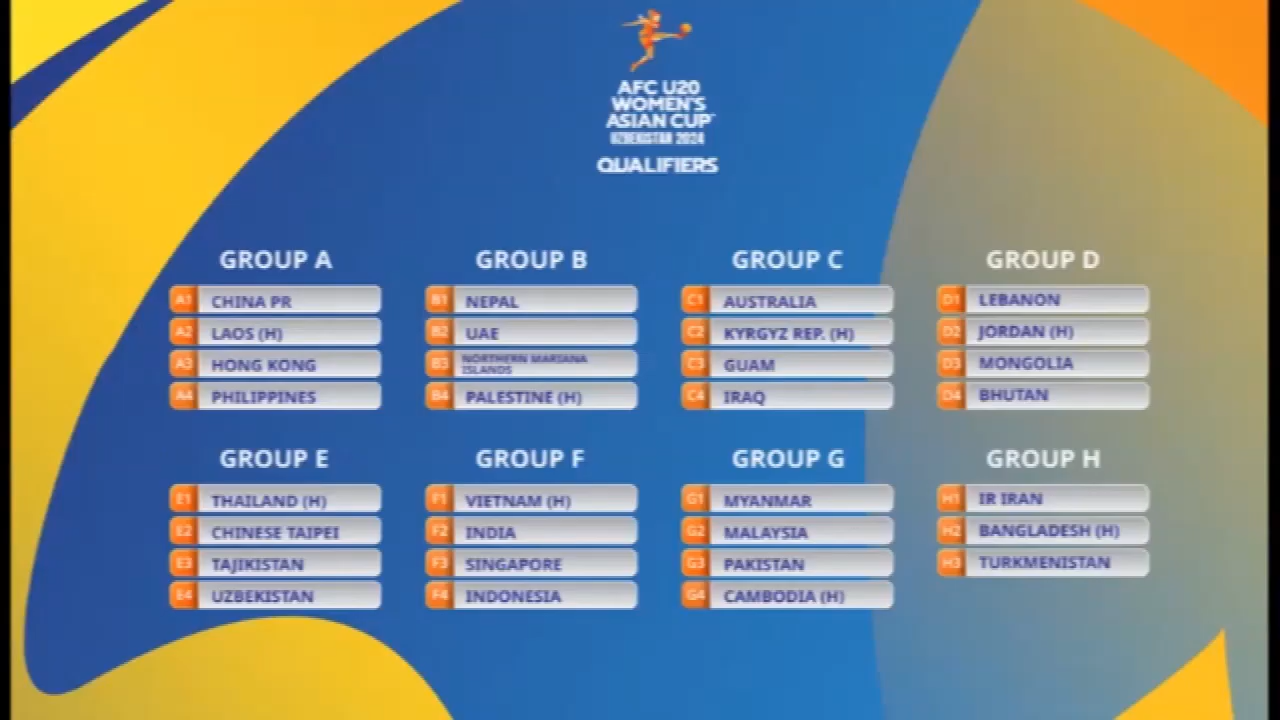 AFC U20
WOMEN'S
ASIAN CUP
UZBEKISTAN 2024
QUALIFIERS
GROUP A
A1 CHINA PR
A2 LAOS (H)
A3 HONG KONG
A4 PHILIPPINES
GROUP B
B1 NEPAL
B2 UAE
B3 NORTHERN MARIANA
ISLANDS
B4 PALESTINE (H)
GROUP C
C1 AUSTRALIA
C2 KYRGYZ REP. (H)
C3 GUAM
C4 IRAQ
GROUP D
D1 LEBANON
D2 JORDAN (H)
D3 MONGOLIA
D4 BHUTAN
GROUP E
E1 THAILAND (H)
E2 CHINESE TAIPEI
E3 TAJIKISTAN
E4 UZBEKISTAN
GROUP F
F1 VIETNAM (H)
F2 INDIA
F3 SINGAPORE
F4 INDONESIA
GROUP G
G1 MYANMAR
G2 MALAYSIA
G3 PAKISTAN
G4 CAMBODIA (H)
GROUP H
H1 IR IRAN
H2 BANGLADESH (H)
H3 TURKMENISTAN